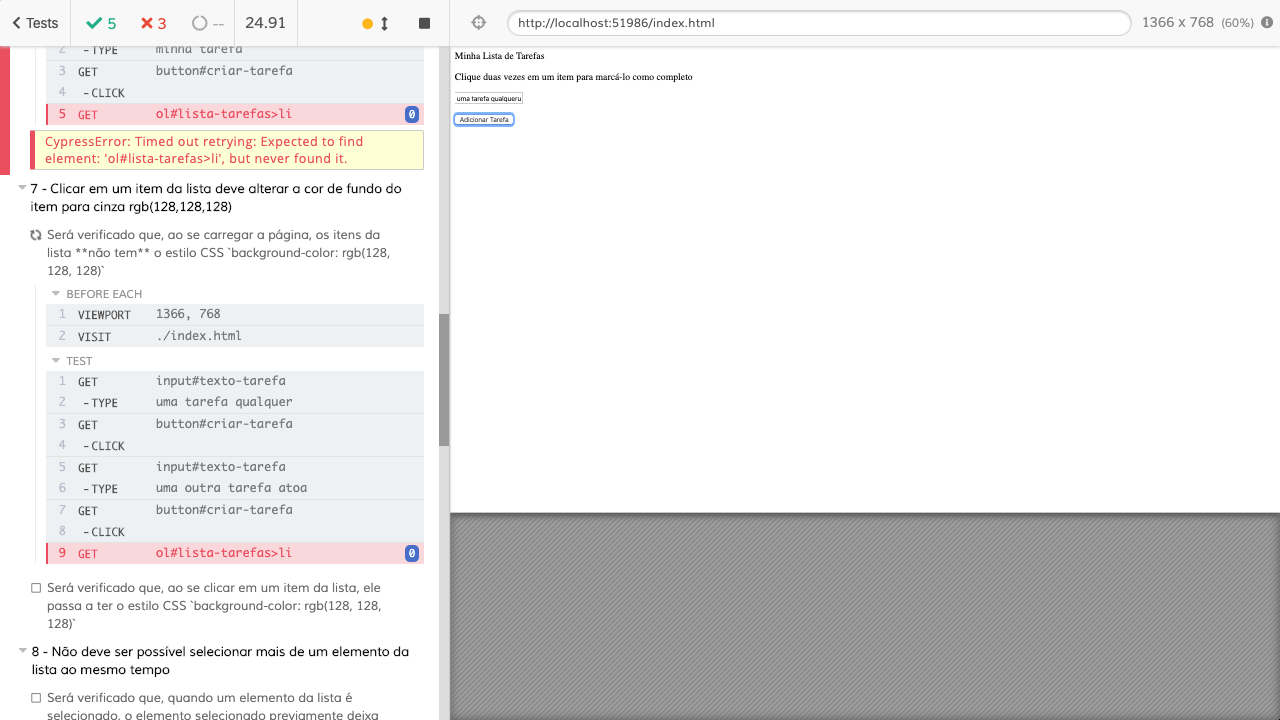 Tests 5 3 -- 24.91 http://localhost:51986/index.html 1366 x 768 (60%)
2 -TYPE minha tarefa
3 GET button#criar-tarefa
4 -CLICK
5 GET ol#lista-tarefas>li 0
CypressError: Timed out retrying: Expected to find
element: 'ol#lista-tarefas>li', but never found it.
7 - Clicar em um item da lista deve alterar a cor de fundo do
item para cinza rgb(128,128,128)
Será verificado que, ao se carregar a página, os itens da
lista **não tem** o estilo CSS `background-color: rgb(128,
128, 128)`
BEFORE EACH
1 VIEWPORT 1366, 768
2 VISIT ./index.html
TEST
1 GET input#texto-tarefa
2 -TYPE uma tarefa qualquer
3 GET button#criar-tarefa
4 -CLICK
5 GET input#texto-tarefa
6 -TYPE uma outra tarefa atoa
7 GET button#criar-tarefa
8 -CLICK
9 GET ol#lista-tarefas>li 0
Será verificado que, ao se clicar em um item da lista, ele
passa a ter o estilo CSS `background-color: rgb(128, 128,
128)`
8 - Não deve ser possível selecionar mais de um elemento da
lista ao mesmo tempo
Será verificado que, quando um elemento da lista é
selecionado, o elemento selecionado previamente deixa
Minha Lista de Tarefas
Clique duas vezes em um item para marcá-lo como completo
uma tarefa qualqueru
Adicionar Tarefa